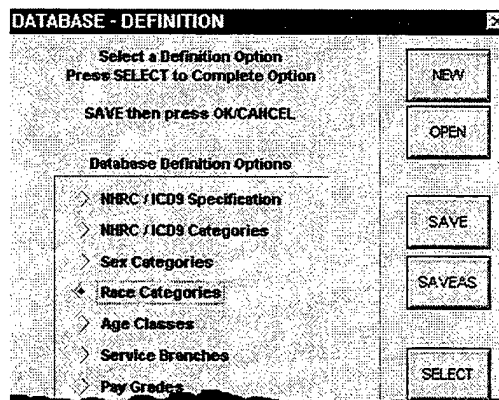 DATABASE - DEFINITION
Select a Definition Option
Press SELECT to Complete Option
SAVE then press OK/CANCEL
Database Definition Options
NHRC / ICD9 Specification
NHRC / ICD9 Categories
Sex Categories
Race Categories
Age Classes
Service Branches
Pay Grades
NEW
OPEN
SAVE
SAVEAS
SELECT